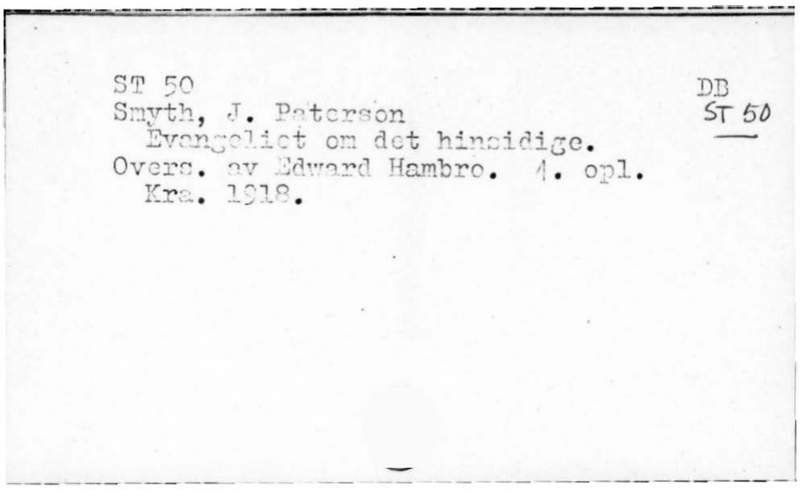 ST 50
DB
Smyth, J. Paterson
ST 50
Evangeliet om det hinsidige.
Overs. av Edward Hambro. 4. opl.
Kra. 1918.